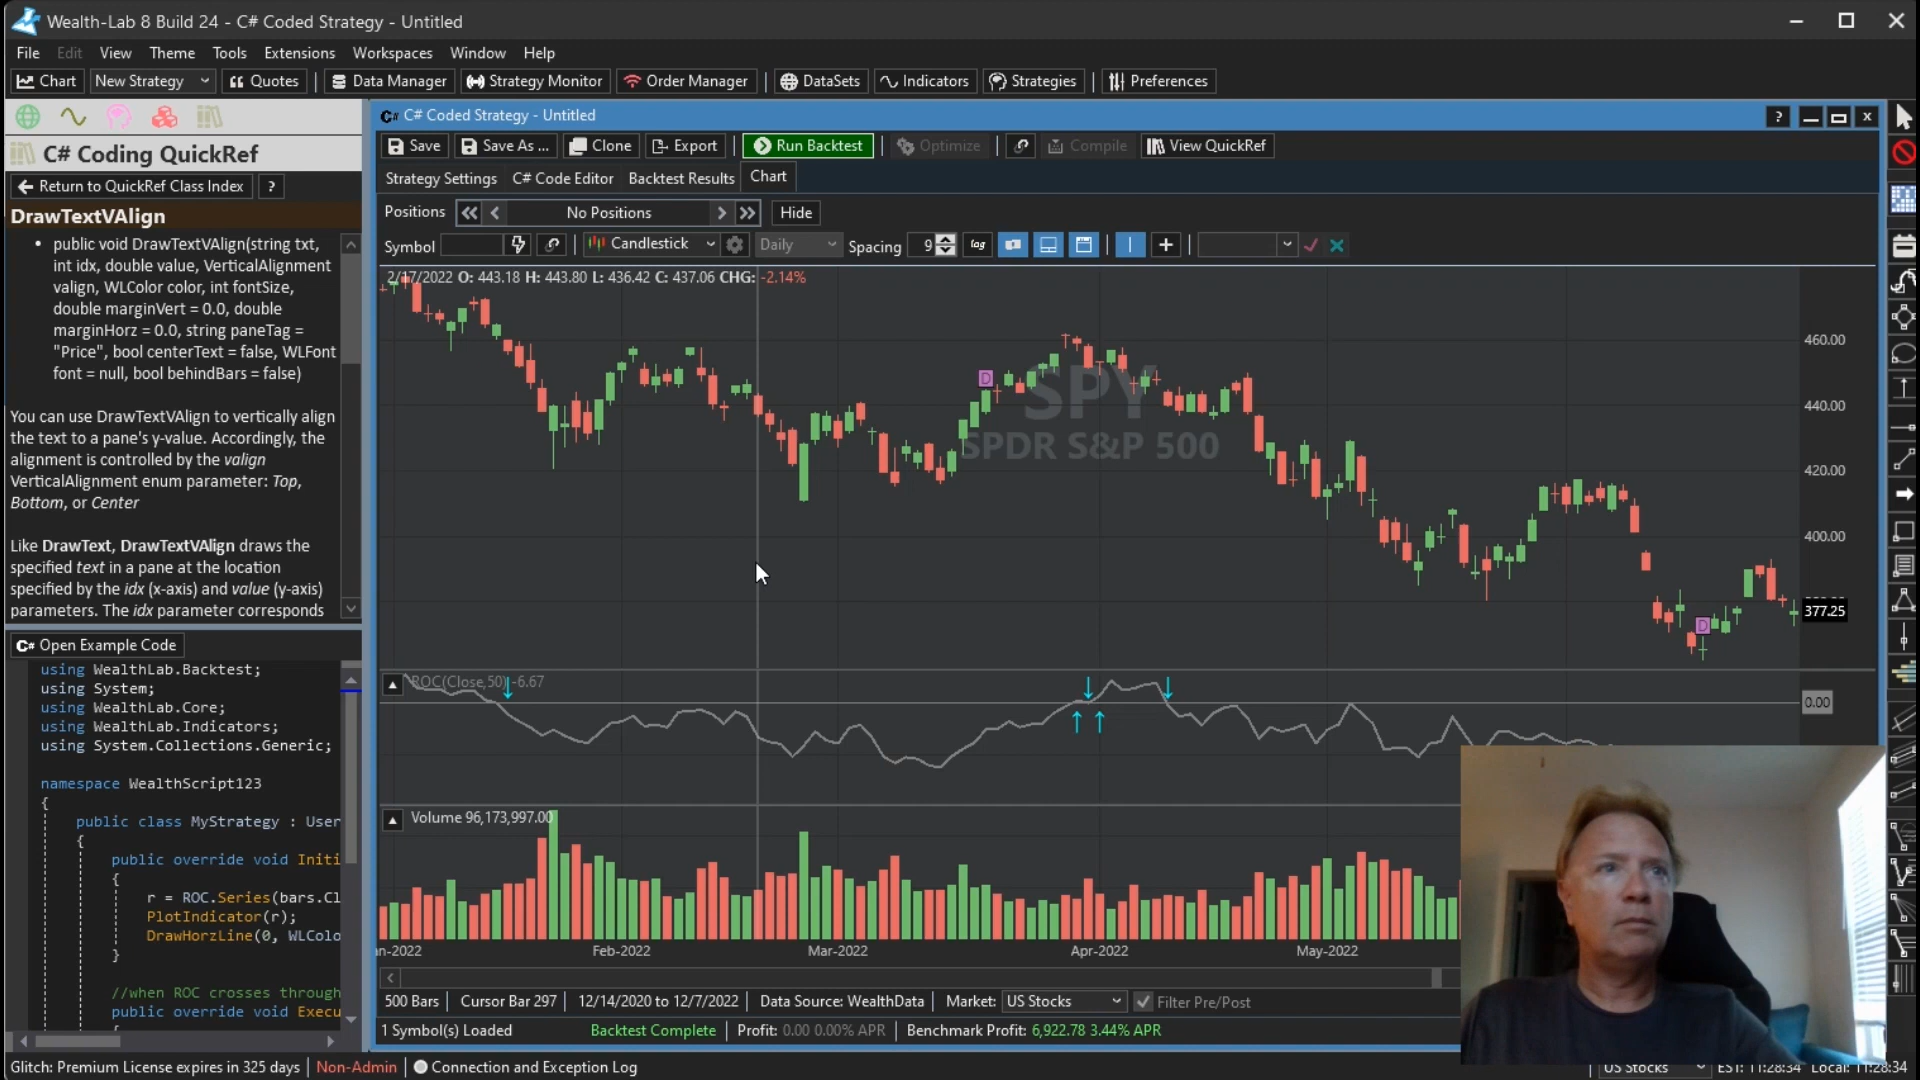 Wealth-Lab 8 Build 24 - C# Coded Strategy - Untitled
File Edit View Theme Tools Extensions Workspaces Window Help
Chart New Strategy Quotes Data Manager Strategy Monitor Order Manager DataSets Indicators Strategies Preferences
C# Coding QuickRef
Return to QuickRef Class Index ?
DrawTextVAlign
• public void DrawTextVAlign(string txt,
int idx, double value, VerticalAlignment
valign, WLColor color, int fontSize,
double marginVert = 0.0, double
marginHorz = 0.0, string paneTag =
"Price", bool centerText = false, WLFont
font = null, bool behindBars = false)
You can use DrawTextVAlign to vertically align
the text to a pane's y-value. Accordingly, the
alignment is controlled by the valign
VerticalAlignment enum parameter: Top,
Bottom, or Center
Like DrawText, DrawTextVAlign draws the
specified text in a pane at the location
specified by the idx (x-axis) and value (y-axis)
parameters. The idx parameter corresponds
C# Open Example Code
using WealthLab.Backtest;
using System;
using WealthLab.Core;
using WealthLab.Indicators;
using System.Collections.Generic;
namespace WealthScript123
{
public class MyStrategy : User
{
public override void Initi
{
r = ROC.Series(bars.Cl
PlotIndicator(r);
DrawHorzLine(0, WLColo
}
//when ROC crosses through
public override void Execu
{
C# C# Coded Strategy - Untitled ?
Save Save As ... Clone Export Run Backtest Optimize Compile View QuickRef
Strategy Settings C# Code Editor Backtest Results Chart
Positions No Positions Hide
Symbol Candlestick Daily Spacing 9 log
2/17/2022 O: 443.18 H: 443.80 L: 436.42 C: 437.06 CHG: -2.14%
SPY
SPDR S&P 500
D
D
460.00
440.00
420.00
400.00
377.25
ROC(Close,50) -6.67
0.00
Volume 96,173,997.00
an-2022 Feb-2022 Mar-2022 Apr-2022 May-2022
500 Bars Cursor Bar 297 12/14/2020 to 12/7/2022 Data Source: WealthData Market: US Stocks Filter Pre/Post
1 Symbol(s) Loaded Backtest Complete Profit: 0.00 0.00% APR Benchmark Profit: 6,922.78 3.44% APR
Glitch: Premium License expires in 325 days Non-Admin Connection and Exception Log US Stocks EST: 11:28:34 Local: 11:28:34